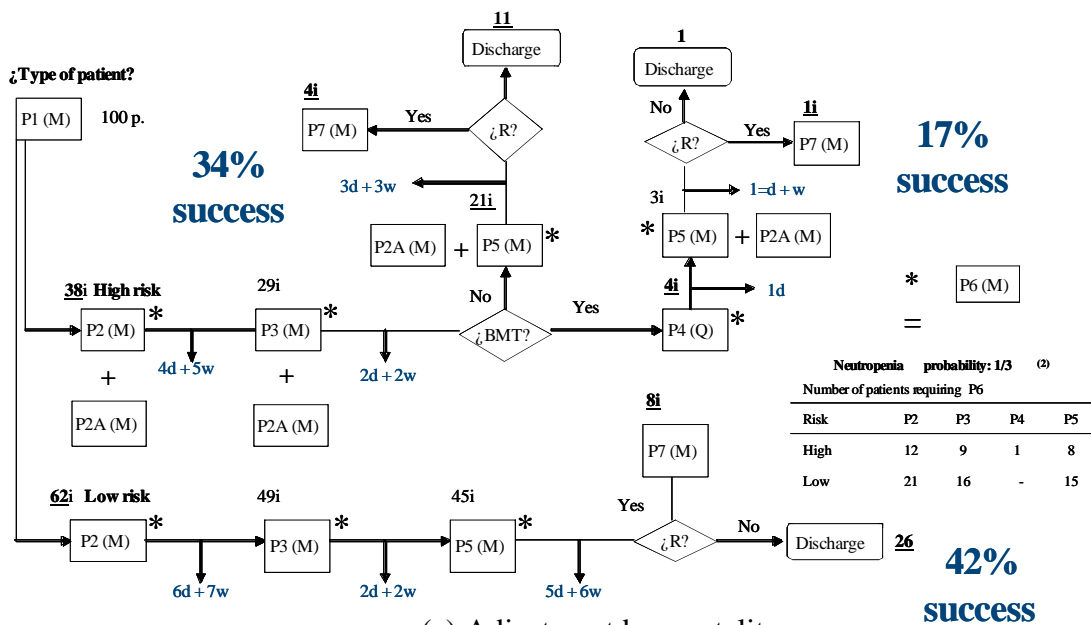 11
Discharge
1
Discharge
¿Type of patient?
P1 (M)
100 p.
4i
P7 (M)
Yes
¿R?
No
¿R?
Yes
1i
P7 (M)
17%
success
34%
success
3d + 3w
21i
P2A (M)
+
P5 (M)
*
3i
1=d + w
*
P5 (M)
+
P2A (M)
38i High risk
P2 (M)
*
4d + 5w
29i
P3 (M)
*
2d + 2w
No
¿BMT?
Yes
4i
1d
P4 (Q)
*
*
P6 (M)
=
+
P2A (M)
+
P2A (M)
Neutropenia probability: 1/3 (2)
Number of patients requiring P6
Risk P2 P3 P4 P5
High 12 9 1 8
Low 21 16 - 15
8i
P7 (M)
62i Low risk
P2 (M)
*
6d + 7w
49i
P3 (M)
*
2d + 2w
45i
P5 (M)
*
5d + 6w
Yes
¿R?
No
Discharge
26
42%
success